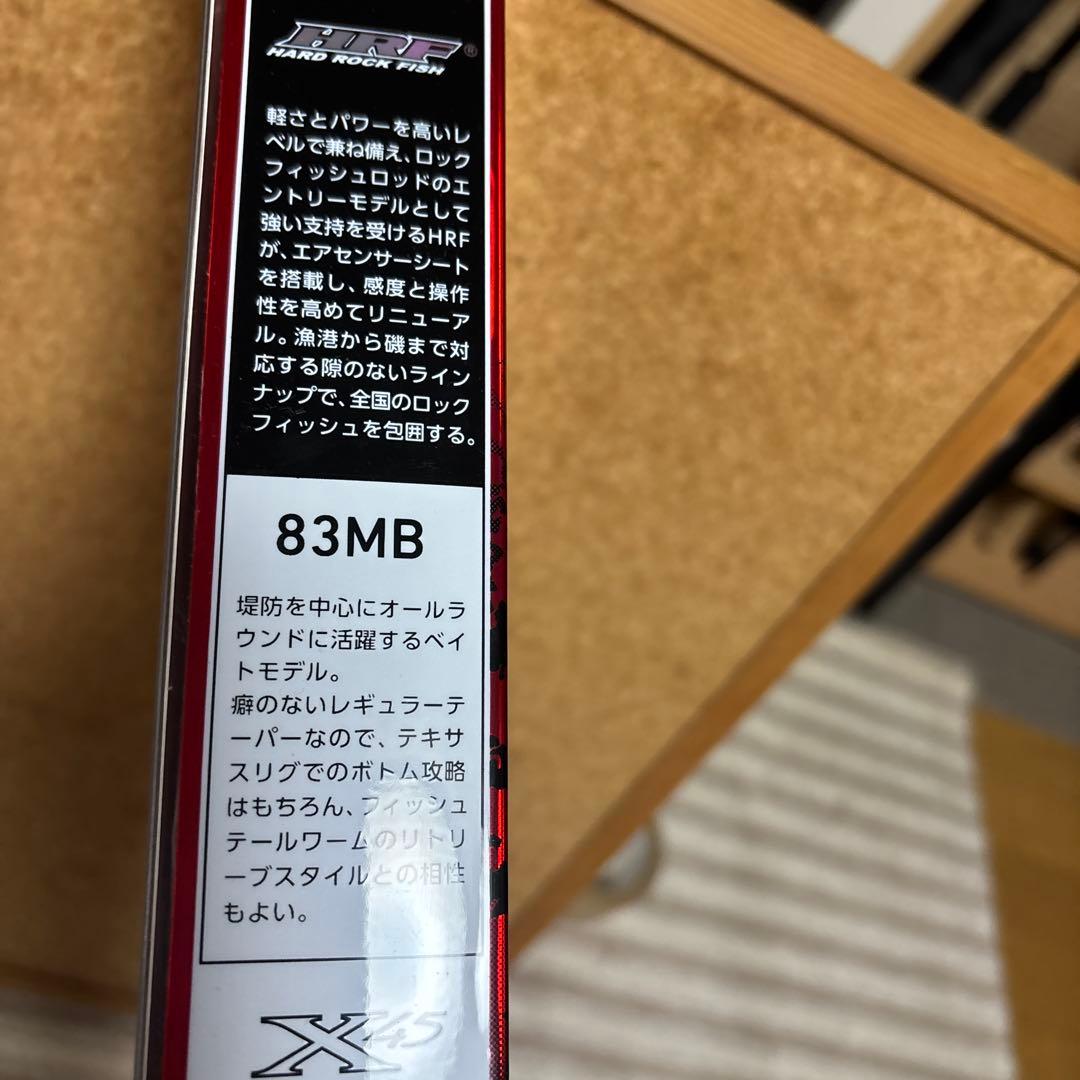 HRF®
HARD ROCK FISH
軽さとパワーを高いレ
ベルで兼ね備え、ロック
フィッシュロッドのエ
ントリーモデルとして
強い支持を受けるHRF
が、エアセンサーシート
を搭載し、感度と操作
性を高めてリニューア
ル。漁港から磯まで対
応する隙のないライン
ナップで、全国のロック
フィッシュを包囲する。
83MB
堤防を中心にオールラ
ウンドに活躍するベイ
トモデル。
癖のないレギュラーテ
ーパーなので、テキサ
スリグでのボトム攻略
はもちろん、フィッシュ
テールワームのリトリ
ーブスタイルとの相性
もよい。
X45